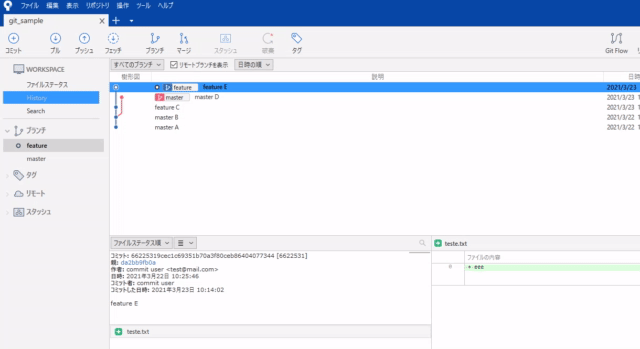 ファイル 編集 表示 リポジトリ 操作 ツール ヘルプ
git_sample
コミット プル プッシュ フェッチ ブランチ マージ スタッシュ 破棄 タグ Git Flow
WORKSPACE
ファイルステータス
History
Search
ブランチ
feature
master
タグ
リモート
スタッシュ
すべてのブランチ リモートブランチを表示 日時の順
樹形図 説明 日時
feature feature E 2021/3/23 1
master master D 2021/3/23 1
feature C 2021/3/23 1
master B 2021/3/22 1
master A 2021/3/22 1
ファイルステータス順
コミット: 66225319cec1c69351b70a3f80ceb86404077344 [6622531]
親: da2bb9fb0a
作者: commit user <test@mail.com>
日時: 2021年3月22日 10:25:46
コミット者: commit user
コミットした日時: 2021年3月23日 10:14:02
feature E
teste.txt
teste.txt
ファイルの内容
+ eee